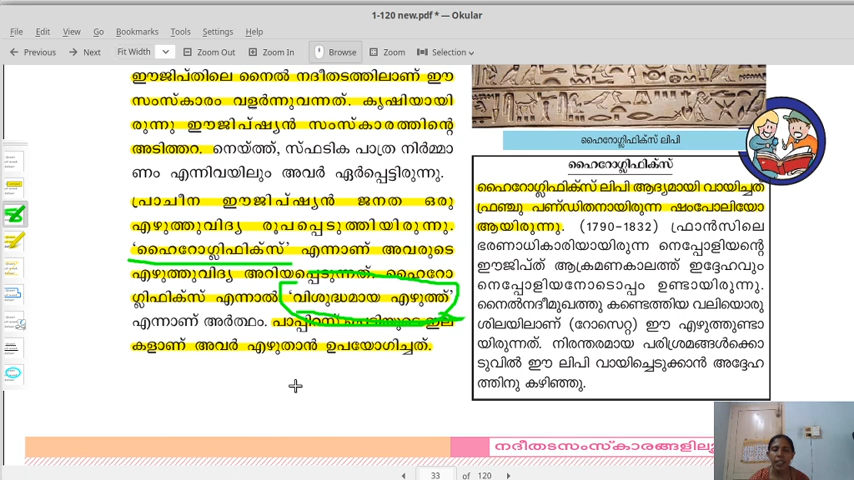 1-120 new.pdf * — Okular
File Edit View Go Bookmarks Tools Settings Help
Previous Next Fit Width Zoom Out Zoom In Browse Zoom Selection
ഈജിപ്തിലെ നൈൽ നദീതടത്തിലാണ് ഈ
സംസ്കാരം വളർന്നുവന്നത്. കൃഷിയായി
രുന്നു ഈജിപ്ഷ്യൻ സംസ്കാരത്തിന്റെ
അടിത്തറ. നെയ്ത്ത്, സ്ഫടിക പാത്ര നിർമ്മാ
ണം എന്നിവയിലും അവർ ഏർപ്പെട്ടിരുന്നു.
പ്രാചീന ഈജിപ്ഷ്യൻ ജനത ഒരു
എഴുത്തുവിദ്യ രൂപപ്പെടുത്തിയിരുന്നു.
‘ഹൈറോഗ്ലിഫിക്സ്’ എന്നാണ് അവരുടെ
എഴുത്തുവിദ്യ അറിയപ്പെടുന്നത്. ഹൈറോ
ഗ്ലിഫിക്സ് എന്നാൽ ‘വിശുദ്ധമായ എഴുത്ത്’
എന്നാണ് അർത്ഥം. പാപ്പിറസ് ചെടിയുടെ ഇല
കളാണ് അവർ എഴുതാൻ ഉപയോഗിച്ചത്.
ഹൈറോഗ്ലിഫിക്സ് ലിപി
ഹൈറോഗ്ലിഫിക്സ്
ഹൈറോഗ്ലിഫിക്സ് ലിപി ആദ്യമായി വായിച്ചത്
ഫ്രഞ്ചു പണ്ഡിതനായിരുന്ന ഷംപോലിയോ
ആയിരുന്നു. (1790-1832) ഫ്രാൻസിലെ
ഭരണാധികാരിയായിരുന്ന നെപ്പോളിയന്റെ
ഈജിപ്ത് ആക്രമണകാലത്ത് ഇദ്ദേഹവും
നെപ്പോളിയനോടൊപ്പം ഉണ്ടായിരുന്നു.
നൈൽനദീമുഖത്തു കണ്ടെത്തിയ വലിയൊരു
ശിലയിലാണ് (റോസെറ്റ) ഈ എഴുത്തുണ്ടാ
യിരുന്നത്. നിരന്തരമായ പരിശ്രമങ്ങൾക്കൊ
ടുവിൽ ഈ ലിപി വായിച്ചെടുക്കാൻ അദ്ദേഹ
ത്തിനു കഴിഞ്ഞു.
നദീതടസംസ്കാരങ്ങളിലൂ
33 of 120